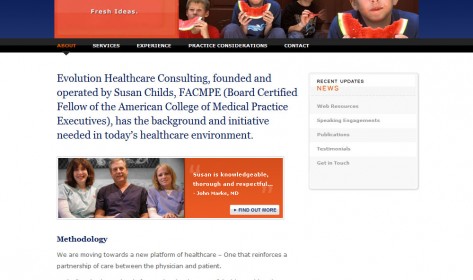 Fresh Ideas.
ABOUT SERVICES EXPERIENCE PRACTICE CONSIDERATIONS CONTACT
Evolution Healthcare Consulting, founded and
operated by Susan Childs, FACMPE (Board Certified
Fellow of the American College of Medical Practice
Executives), has the background and initiative
needed in today's healthcare environment.
"Susan is knowledgeable,
thorough and respectful."
- John Marks, MD
FIND OUT MORE
Methodology
We are moving towards a new platform of healthcare – One that reinforces a
partnership of care between the physician and patient.
RECENT UPDATES
NEWS
Web Resources
Speaking Engagements
Publications
Testimonials
Get in Touch